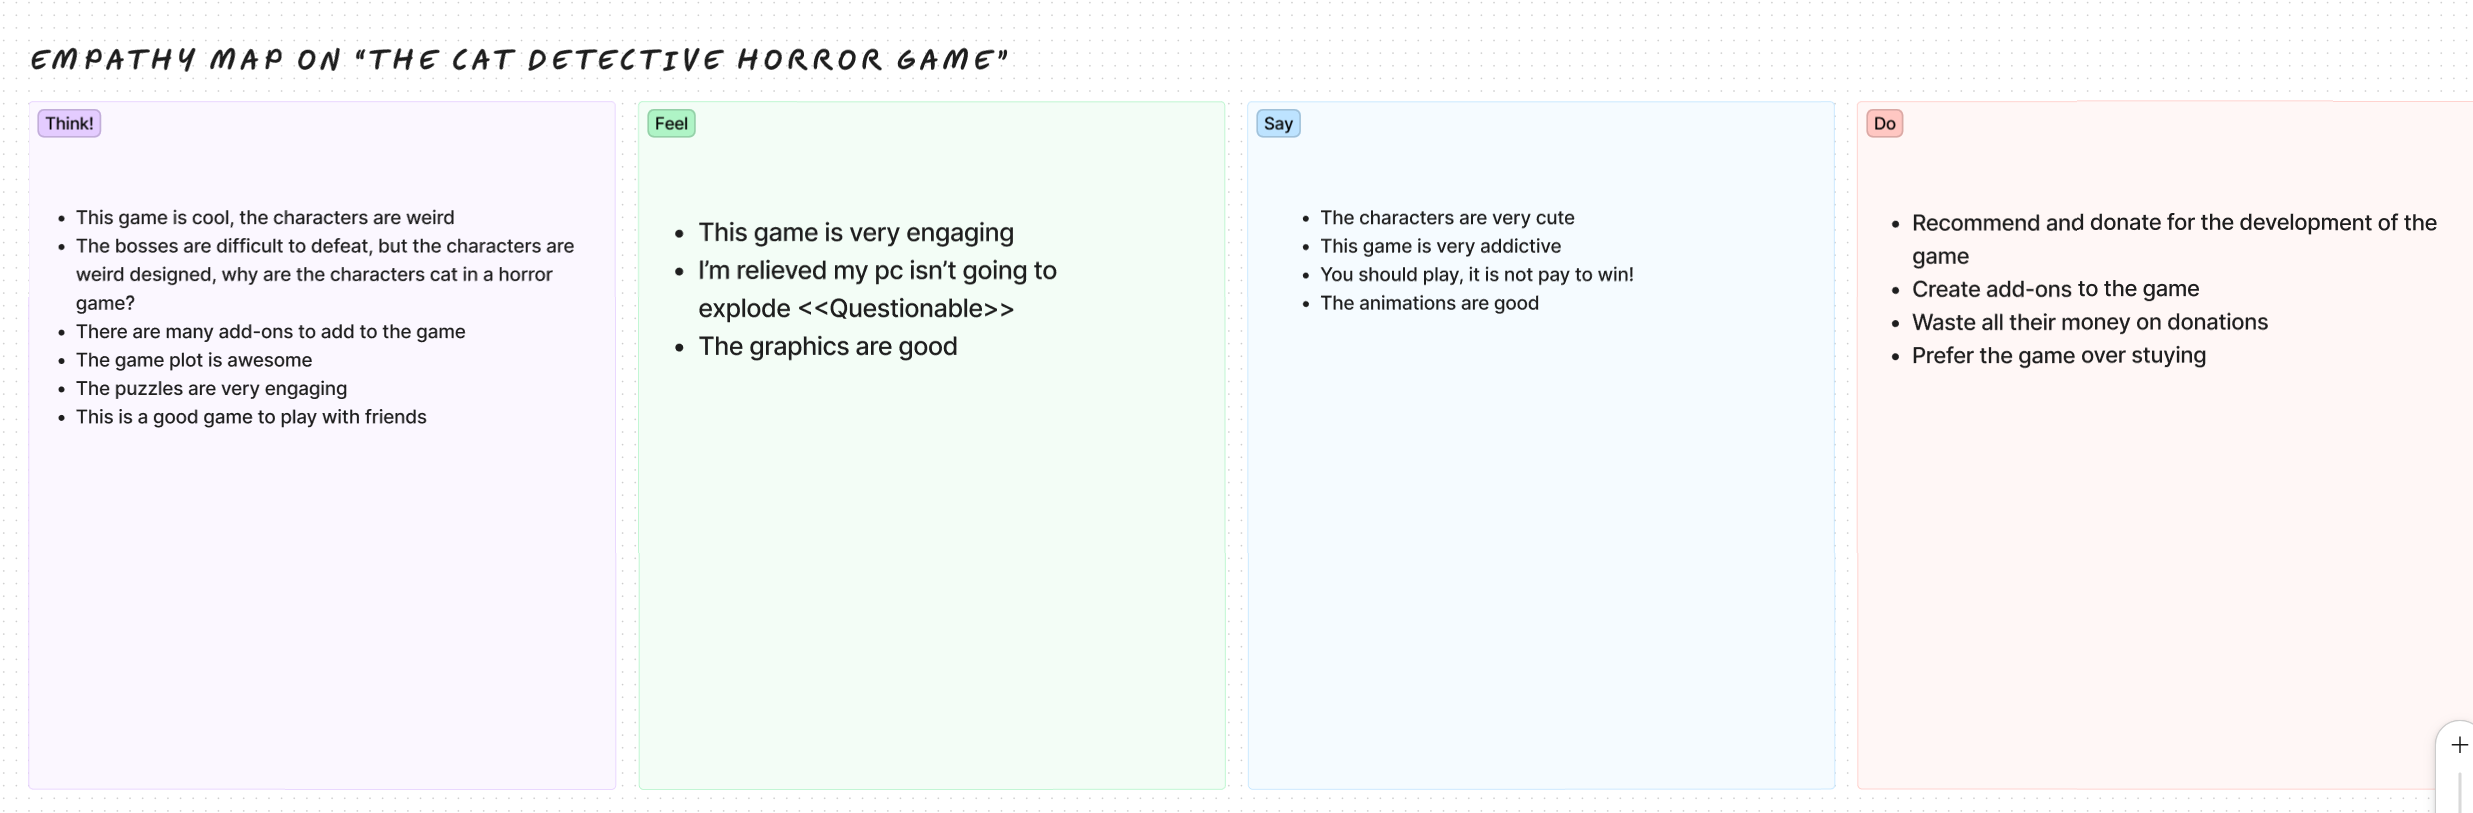 EMPATHY MAP ON “THE CAT DETECTIVE HORROR GAME”
Think!
• This game is cool, the characters are weird
• The bosses are difficult to defeat, but the characters are
weird designed, why are the characters cat in a horror
game?
• There are many add-ons to add to the game
• The game plot is awesome
• The puzzles are very engaging
• This is a good game to play with friends
Feel
• This game is very engaging
• I’m relieved my pc isn’t going to
explode <<Questionable>>
• The graphics are good
Say
• The characters are very cute
• This game is very addictive
• You should play, it is not pay to win!
• The animations are good
Do
• Recommend and donate for the development of the
game
• Create add-ons to the game
• Waste all their money on donations
• Prefer the game over stuying